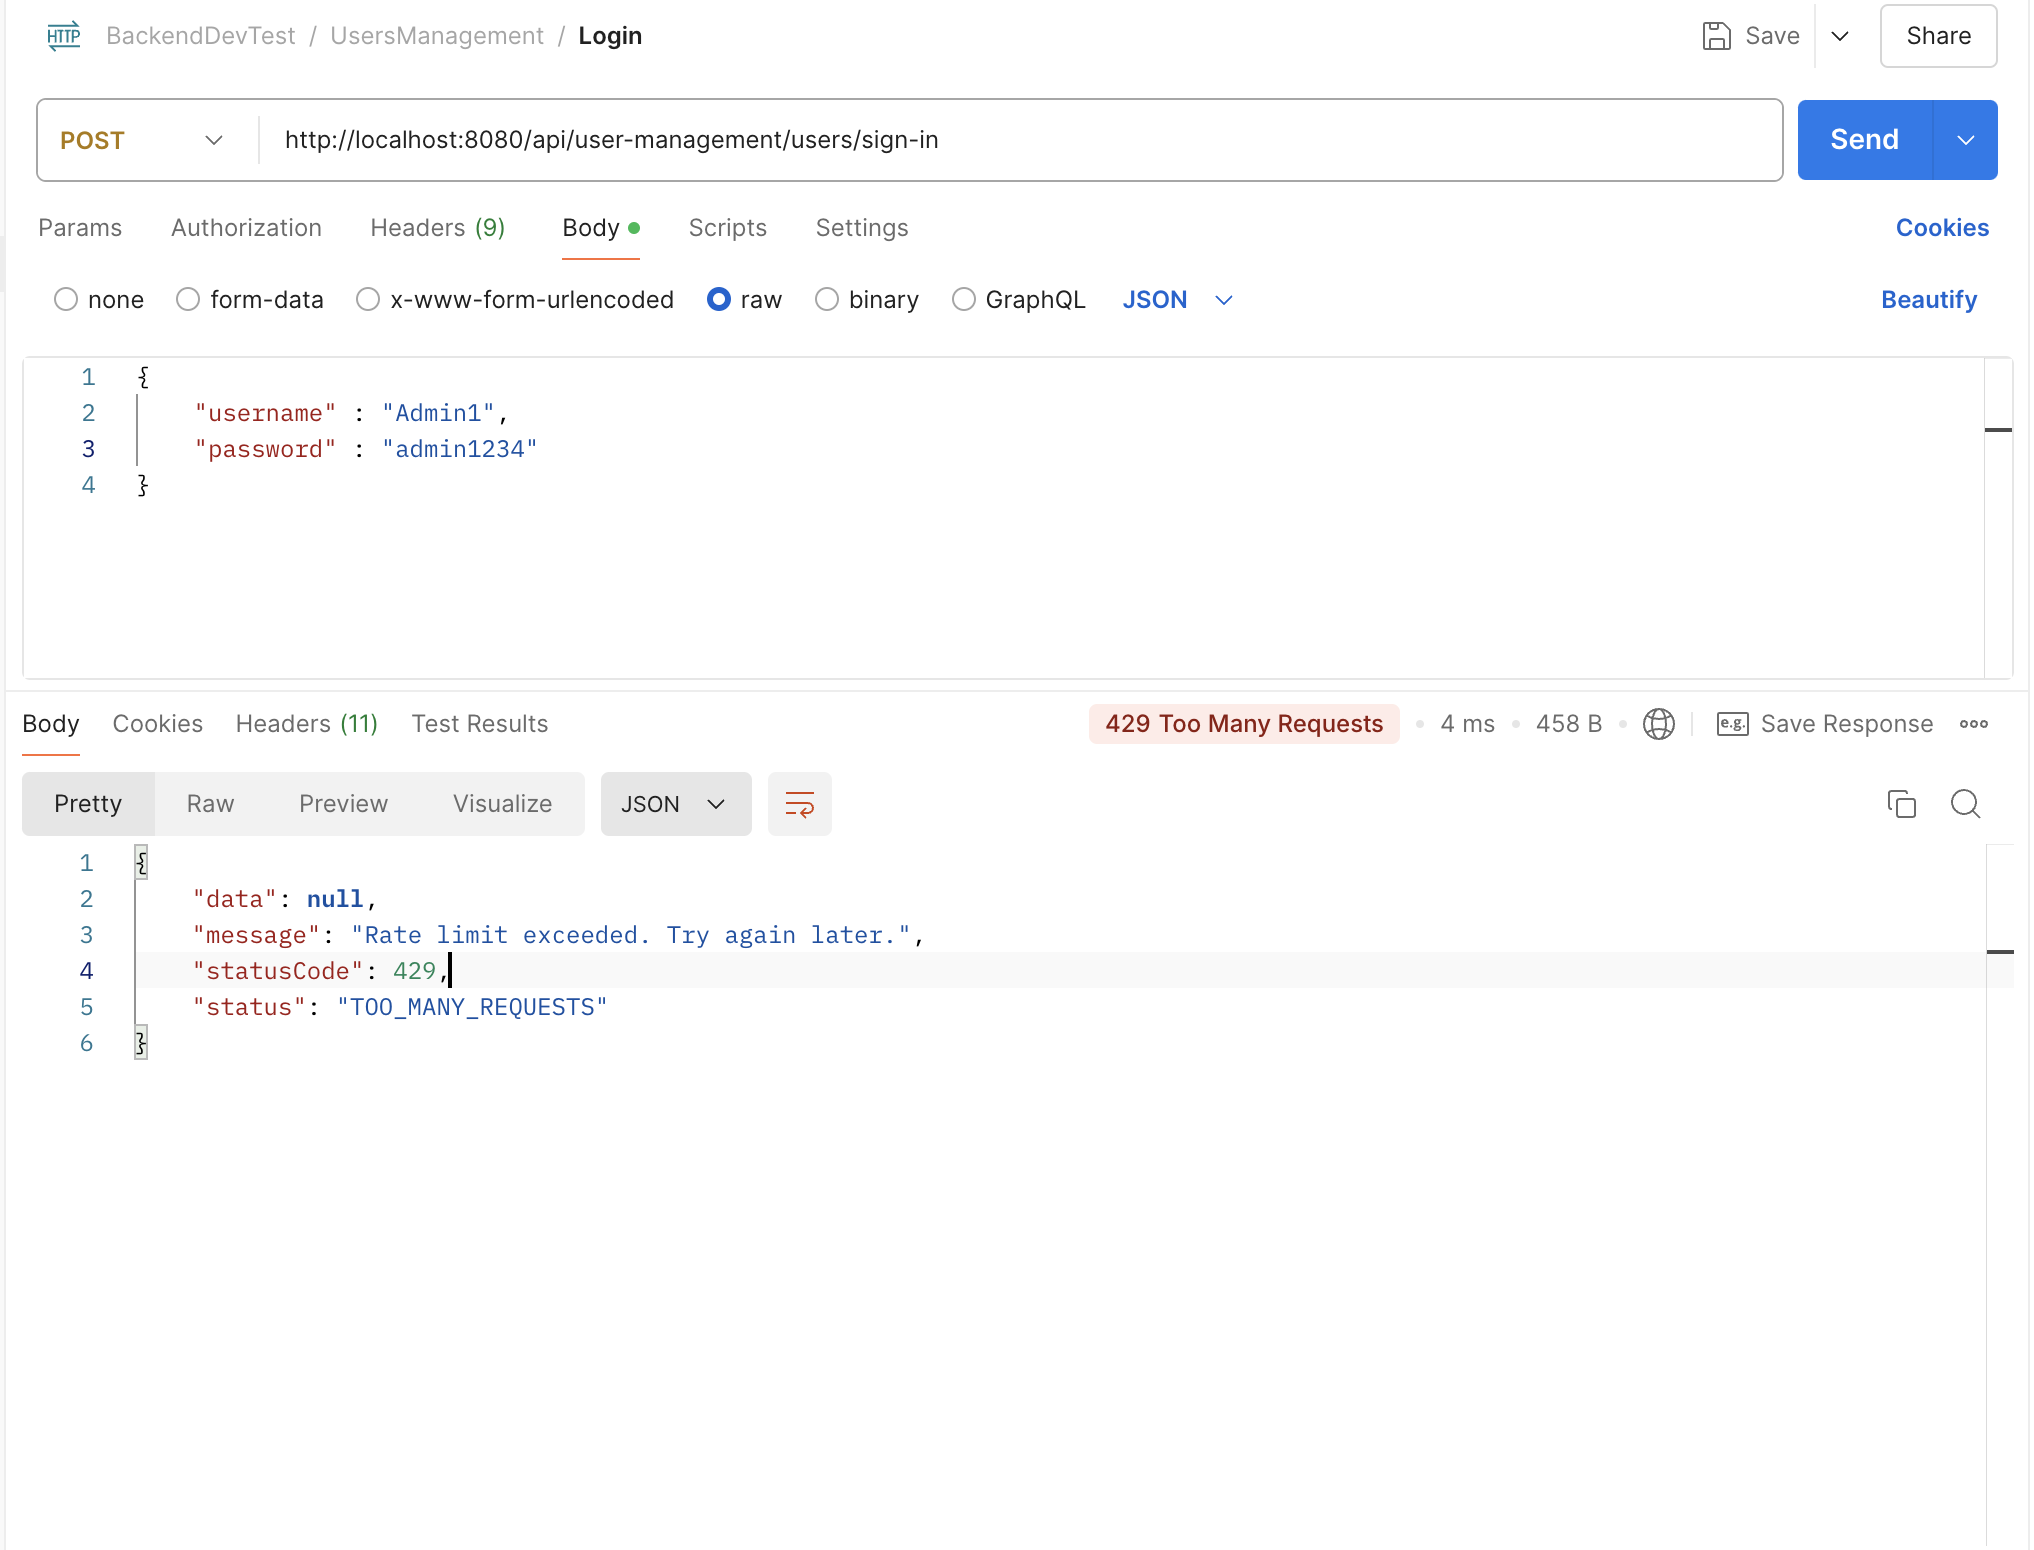 HTTP BackendDevTest / UsersManagement / Login Save Share
POST http://localhost:8080/api/user-management/users/sign-in Send
Params Authorization Headers (9) Body Scripts Settings Cookies
none form-data x-www-form-urlencoded raw binary GraphQL JSON Beautify
1 {
2 "username" : "Admin1",
3 "password" : "admin1234"
4 }
Body Cookies Headers (11) Test Results 429 Too Many Requests 4 ms 458 B e.g. Save Response
Pretty Raw Preview Visualize JSON
1 {
2 "data": null,
3 "message": "Rate limit exceeded. Try again later.",
4 "statusCode": 429,
5 "status": "TOO_MANY_REQUESTS"
6 }